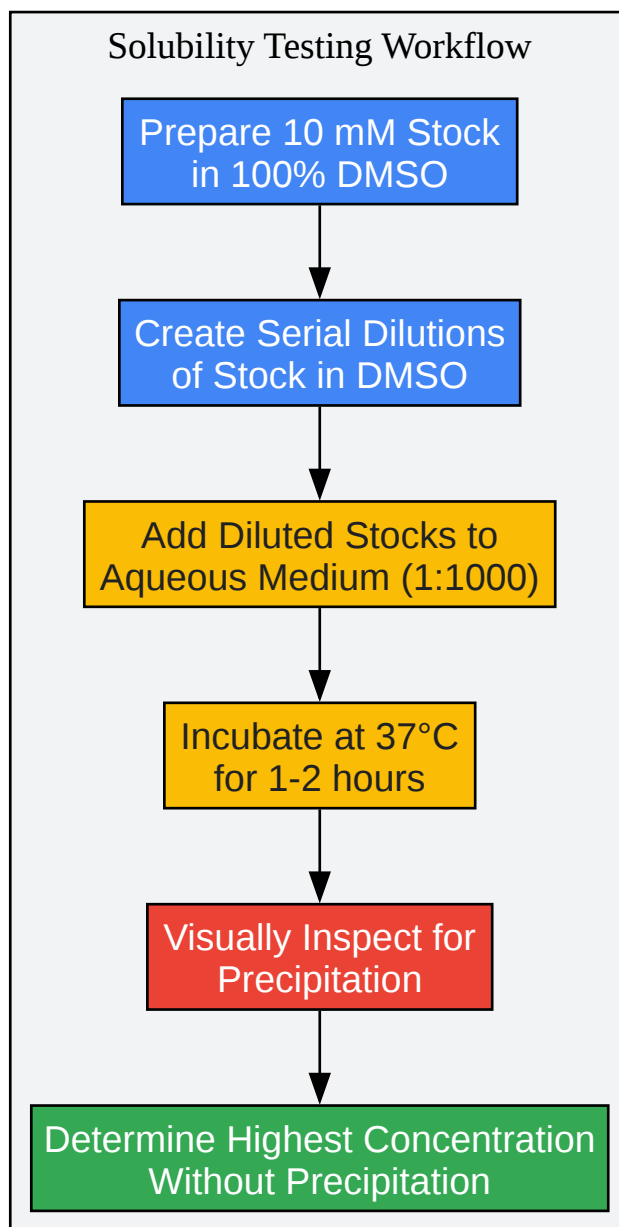 Solubility Testing Workflow
Prepare 10 mM Stock
in 100% DMSO
Create Serial Dilutions
of Stock in DMSO
Add Diluted Stocks to
Aqueous Medium (1:1000)
Incubate at 37°C
for 1-2 hours
Visually Inspect for
Precipitation
Determine Highest Concentration
Without Precipitation